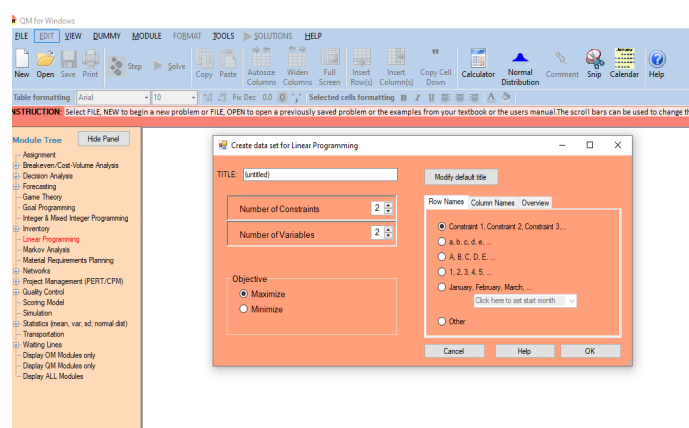 QM for Windows
FILE EDIT VIEW DUMMY MODULE FORMAT TOOLS SOLUTIONS HELP
New Open Save Print Step Solve Copy Paste Autosize Columns Widen Columns Full Screen Insert Row(s) Insert Column(s) Copy Cell Down Calculator Normal Distribution Comment Snip Calendar Help
Table formatting Arial 10 Fix Dec 0.0 Selected cells formatting B I U
NSTRUCTION: Select FILE, NEW to begin a new problem or FILE, OPEN to open a previously saved problem or the examples from your textbook or the users manual.The scroll bars can be used to change th
Module Tree Hide Panel
Assignment
Breakeven/Cost-Volume Analysis
Decision Analysis
Forecasting
Game Theory
Goal Programming
Integer & Mixed Integer Programming
Inventory
Linear Programming
Markov Analysis
Material Requirements Planning
Networks
Project Management (PERT/CPM)
Quality Control
Scoring Model
Simulation
Statistics (mean, var, sd; normal dist)
Transportation
Waiting Lines
Display OM Modules only
Display QM Modules only
Display ALL Modules
Create data set for Linear Programming
TITLE: (untitled)
Modify default title
Number of Constraints 2
Number of Variables 2
Objective
Maximize
Minimize
Row Names Column Names Overview
Constraint 1, Constraint 2, Constraint 3,...
a, b, c, d, e, ...
A, B, C, D, E, ...
1, 2, 3, 4, 5, ...
January, February, March, ...
Click here to set start month
Other
Cancel Help OK